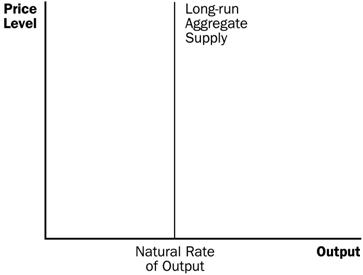 Price
Level
Long-run
Aggregate
Supply
Natural Rate
of Output
Output